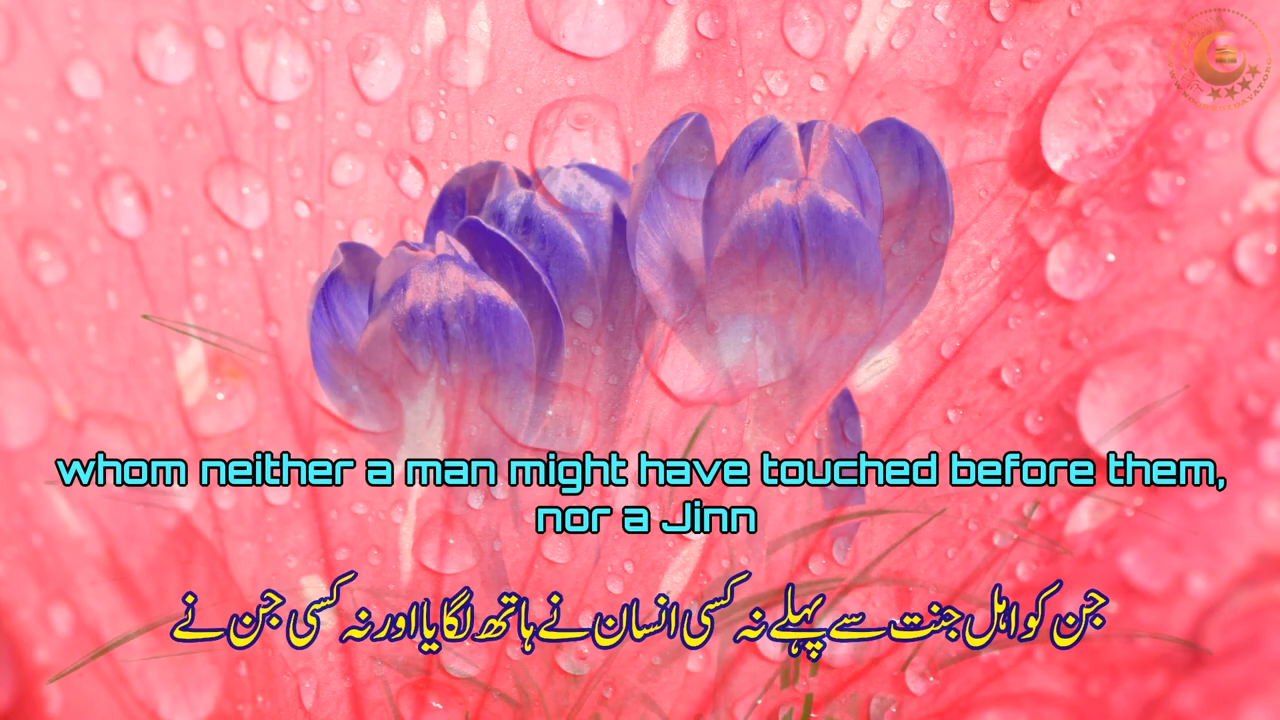 whom neither a man might have touched before them,
nor a Jinn
جن کو اہل جنت سے پہلے نہ کسی انسان نے ہاتھ لگایا اور نہ کسی جن نے